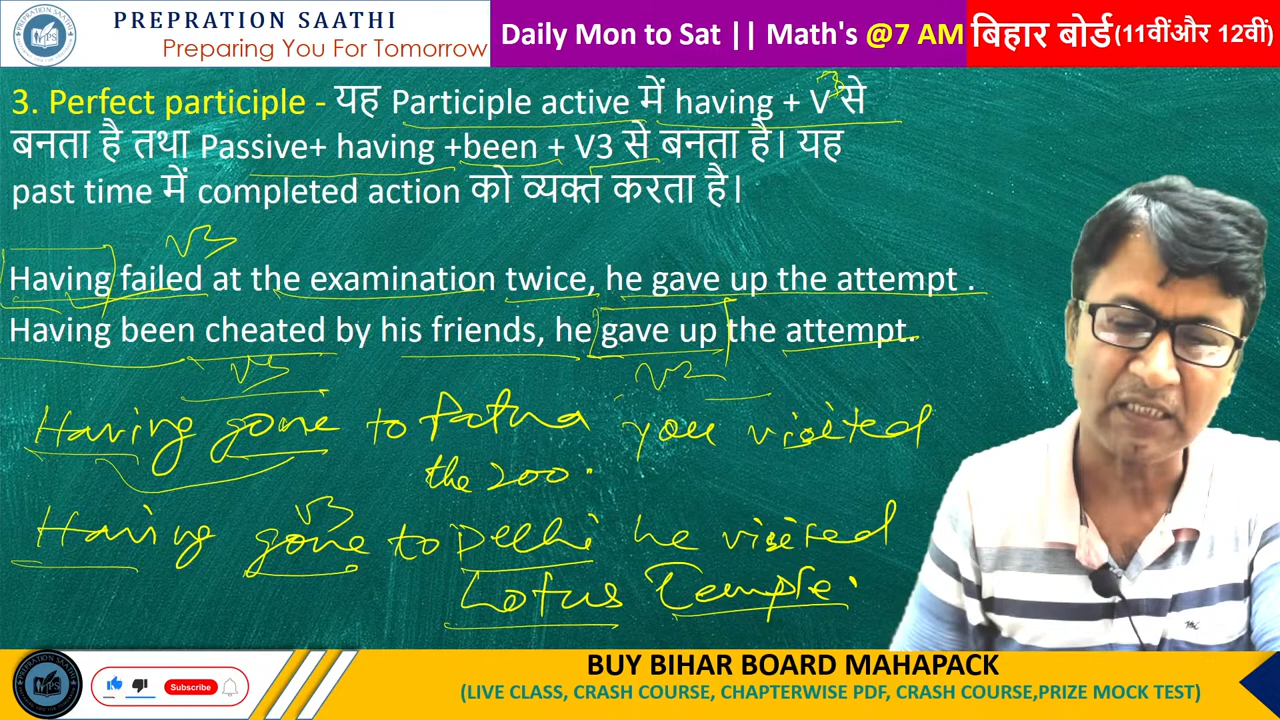 PREPRATION SAATHI
Preparing You For Tomorrow
Daily Mon to Sat || Math's @7 AM
बिहार बोर्ड (11वींऔर 12वीं)
3. Perfect participle - यह Participle active में having + V3 से
बनता है तथा Passive+ having +been + V3 से बनता है। यह
past time में completed action को व्यक्त करता है।
V3
Having failed at the examination twice, he gave up the attempt .
Having been cheated by his friends, he gave up the attempt.
V3
Having gone to Patna you visited
the zoo.
V3
Having gone to Delhi he visited
Lotus Temple.
Subscribe
BUY BIHAR BOARD MAHAPACK
(LIVE CLASS, CRASH COURSE, CHAPTERWISE PDF, CRASH COURSE,PRIZE MOCK TEST)